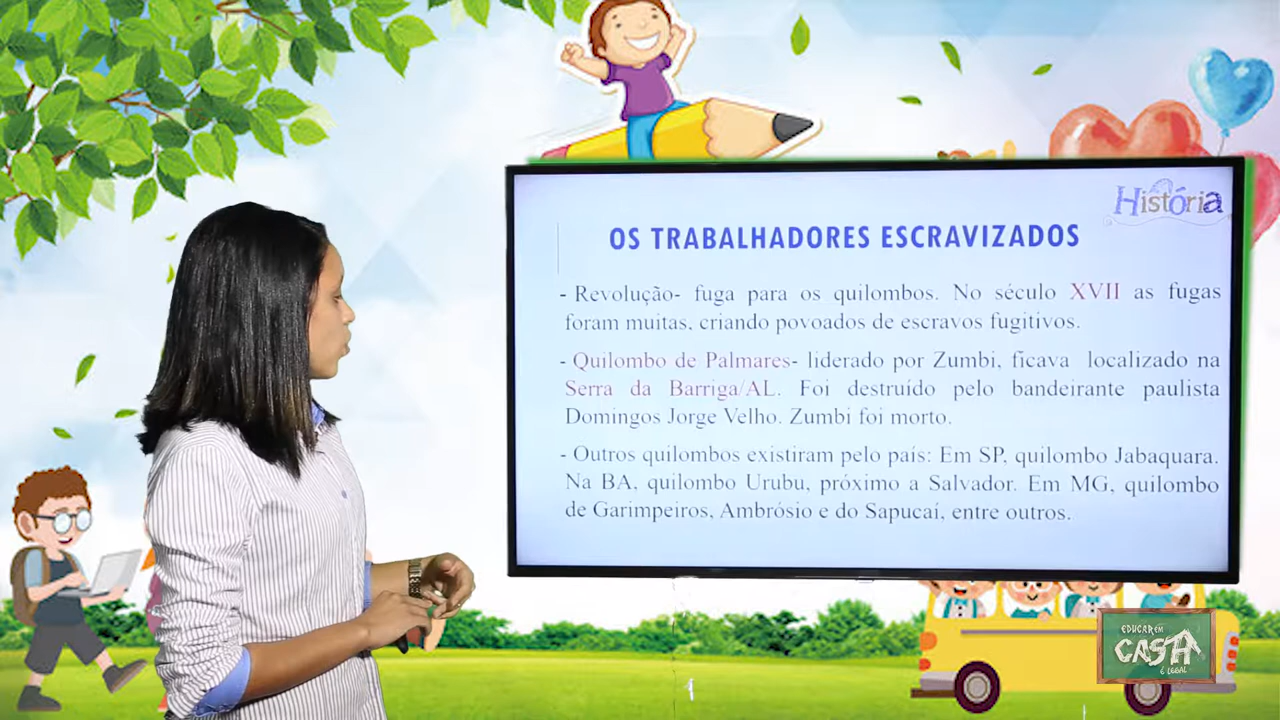 História
OS TRABALHADORES ESCRAVIZADOS
- Revolução- fuga para os quilombos. No século XVII as fugas
foram muitas, criando povoados de escravos fugitivos.
- Quilombo de Palmares- liderado por Zumbi, ficava localizado na
Serra da Barriga/AL. Foi destruído pelo bandeirante paulista
Domingos Jorge Velho. Zumbi foi morto.
- Outros quilombos existiram pelo país: Em SP, quilombo Jabaquara.
Na BA, quilombo Urubu, próximo a Salvador. Em MG, quilombo
de Garimpeiros, Ambrósio e do Sapucaí, entre outros.
EDUCAR EM
CASA
É LEGAL